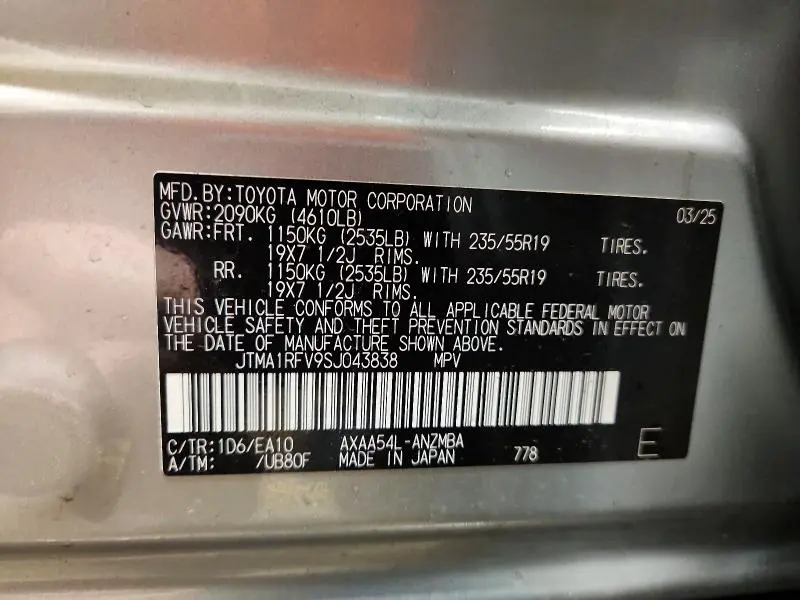 MFD.BY:TOYOTA MOTOR CORPORATION 03/25
GVWR:2090KG (4610LB)
GAWR:FRT. 1150KG (2535LB) WITH 235/55R19 TIRES.
19X7 1/2J RIMS.
RR. 1150KG (2535LB) WITH 235/55R19 TIRES.
19X7 1/2J RIMS.
THIS VEHICLE CONFORMS TO ALL APPLICABLE FEDERAL MOTOR
VEHICLE SAFETY AND THEFT PREVENTION STANDARDS IN EFFECT ON
THE DATE OF MANUFACTURE SHOWN ABOVE.
JTMA1RFV9SJ043838 MPV
C/TR:1D6/EA10 AXAA54L-ANZMBA
A/TM: /UB80F MADE IN JAPAN 778 E